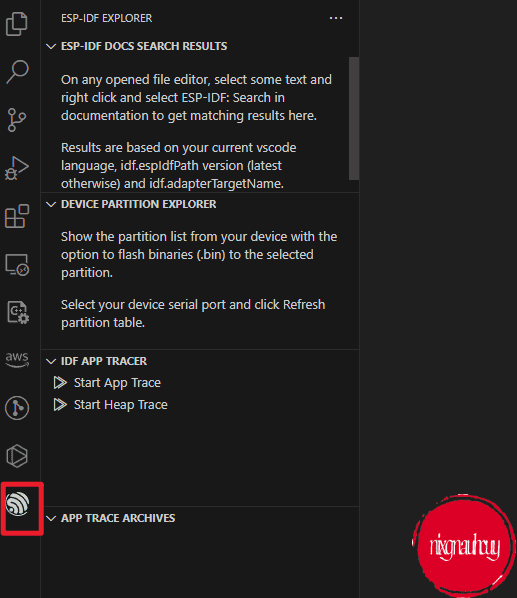 ESP-IDF EXPLORER
ESP-IDF DOCS SEARCH RESULTS
On any opened file editor, select some text and
right click and select ESP-IDF: Search in
documentation to get matching results here.
Results are based on your current vscode
language, idf.espIdfPath version (latest
otherwise) and idf.adapterTargetName.
DEVICE PARTITION EXPLORER
Show the partition list from your device with the
option to flash binaries (.bin) to the selected
partition.
Select your device serial port and click Refresh
partition table.
IDF APP TRACER
Start App Trace
Start Heap Trace
APP TRACE ARCHIVES
aws